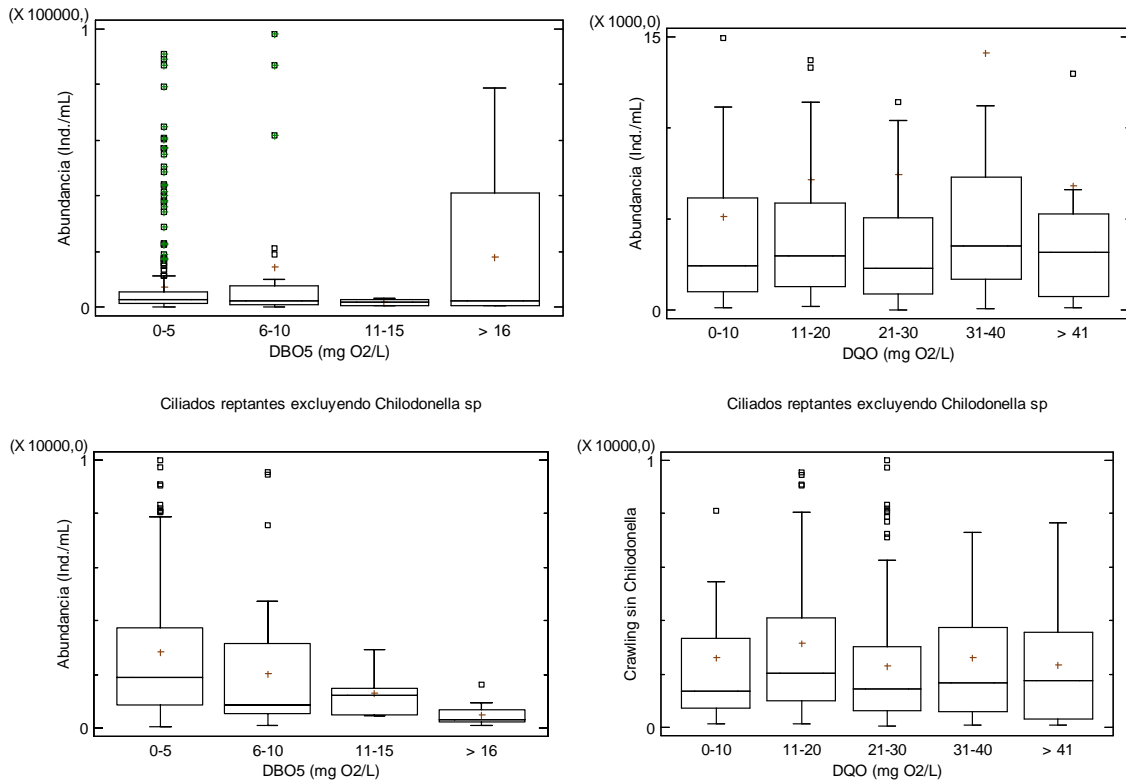 (X 100000,)
1
0
Abundancia (Ind./mL)
0-5 6-10 11-15 > 16
DBO5 (mg O2/L)
(X 1000,0)
15
0
Abundancia (Ind./mL)
0-10 11-20 21-30 31-40 > 41
DQO (mg O2/L)
Ciliados reptantes excluyendo Chilodonella sp
(X 10000,0)
1
0
Abundancia (Ind./mL)
0-5 6-10 11-15 > 16
DBO5 (mg O2/L)
Ciliados reptantes excluyendo Chilodonella sp
(X 10000,0)
1
0
Crawling sin Chilodonella
0-10 11-20 21-30 31-40 > 41
DQO (mg O2/L)